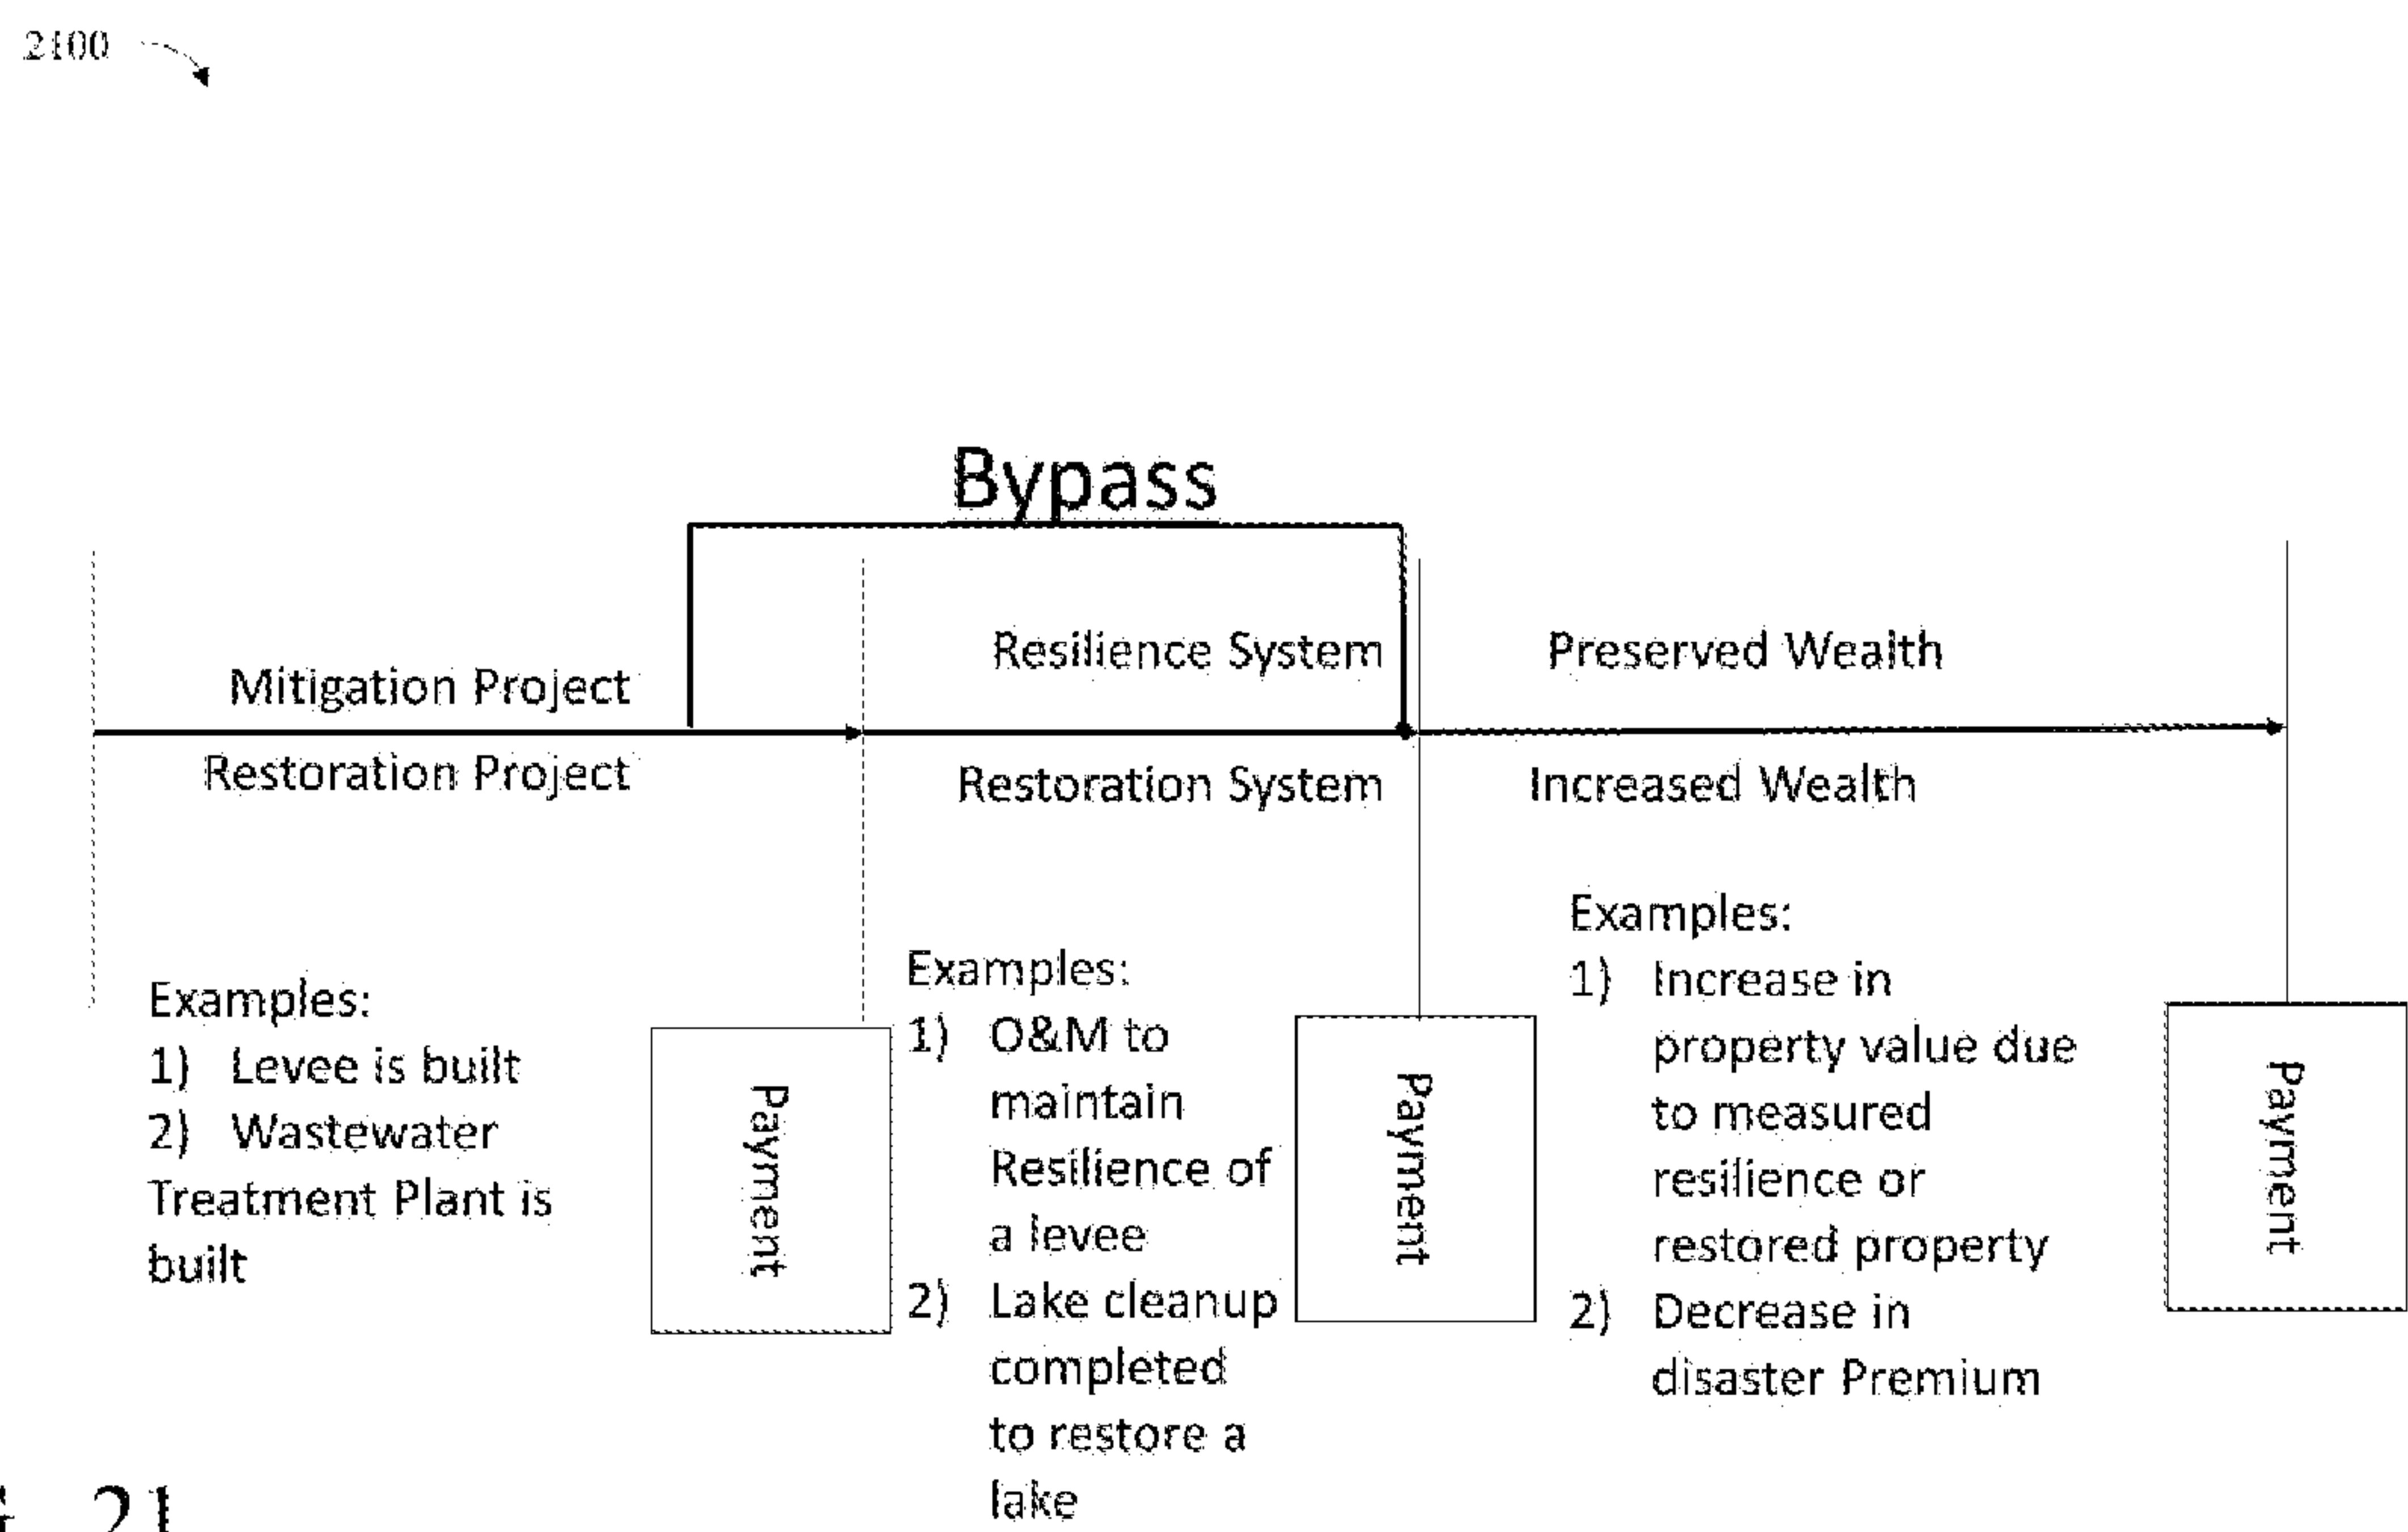 2100
Bypass
Mitigation Project
Restoration Project
Resilience System
Restoration System
Preserved Wealth
Increased Wealth
Examples:
1) Levee is built
2) Wastewater
Treatment Plant is
built
Payment
Examples:
1) O&M to
maintain
Resilience of
a levee
2) Lake cleanup
completed
to restore a
lake
Payment
Examples:
1) Increase in
property value due
to measured
resilience or
restored property
2) Decrease in
disaster Premium
Payment
21